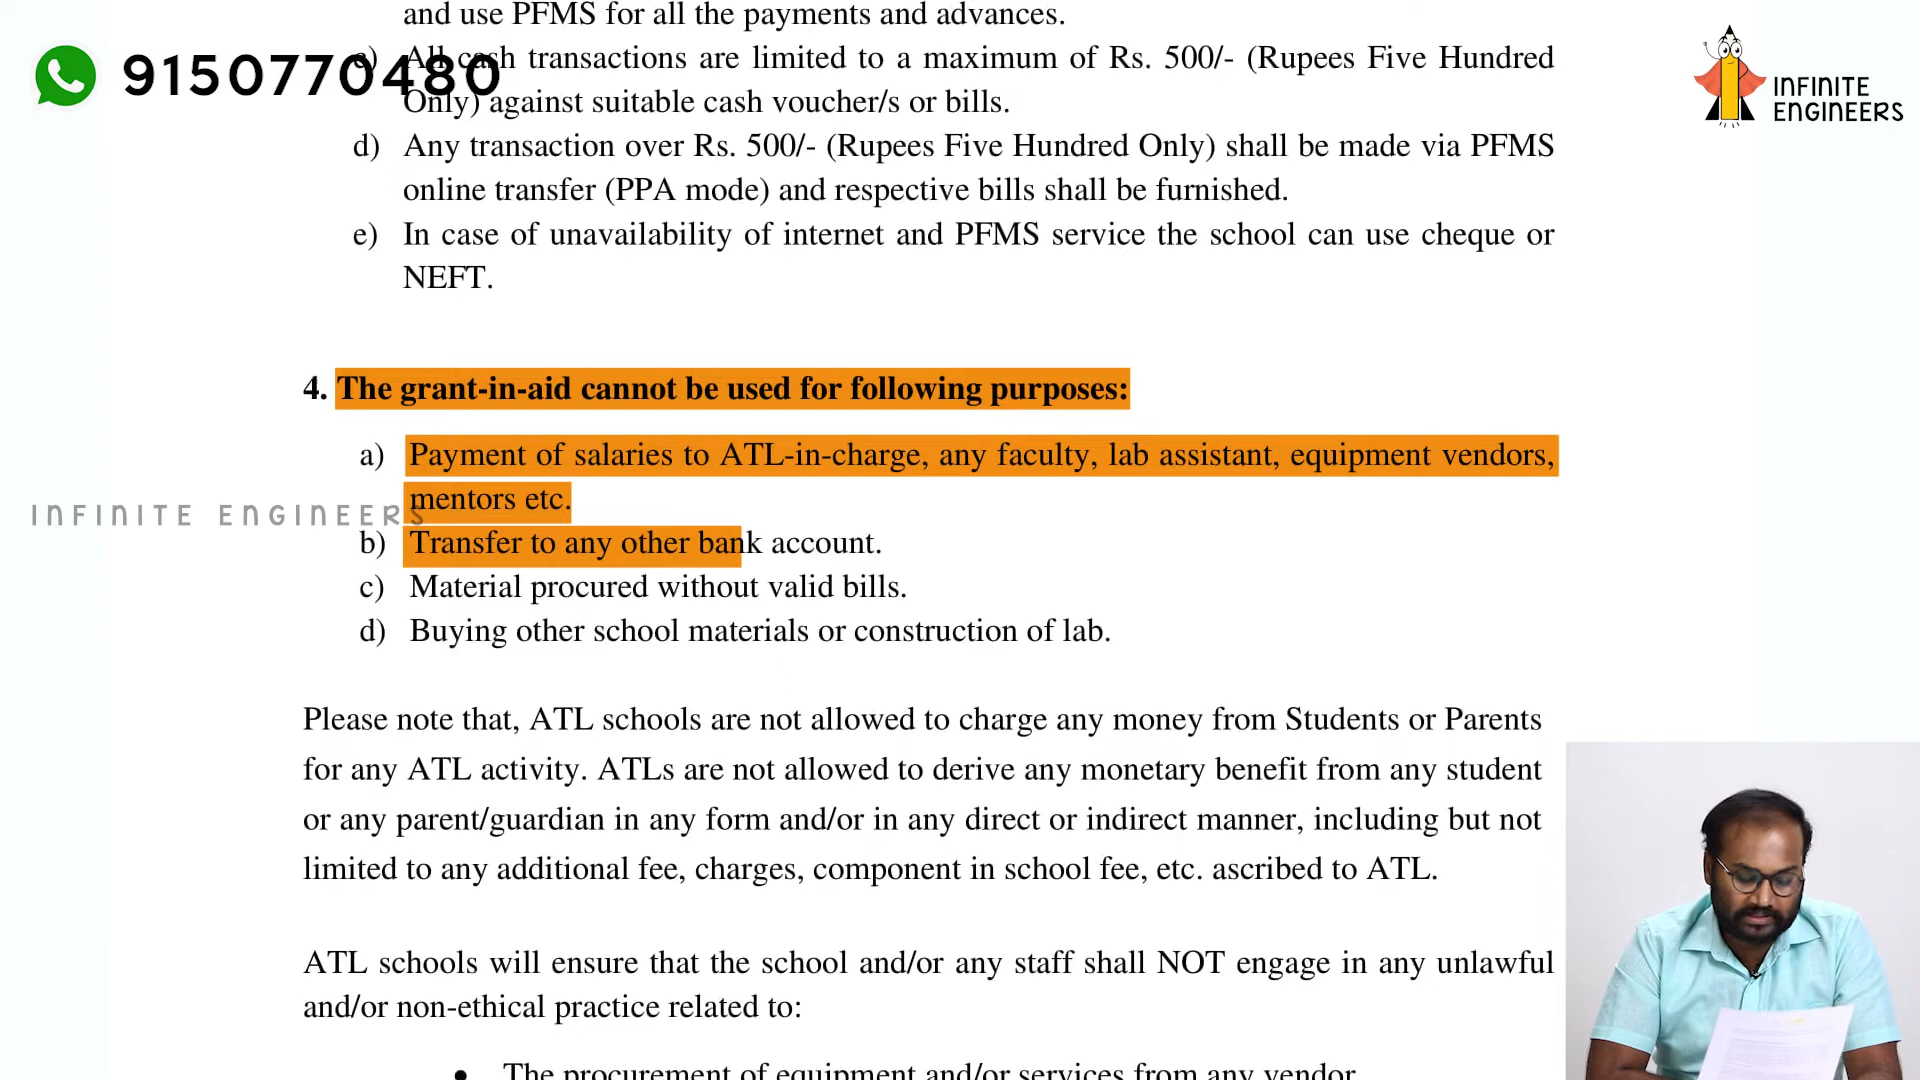 and use PFMS for all the payments and advances.
9150770480
c) All cash transactions are limited to a maximum of Rs. 500/- (Rupees Five Hundred
Only) against suitable cash voucher/s or bills.
INFINITE
ENGINEERS
d) Any transaction over Rs. 500/- (Rupees Five Hundred Only) shall be made via PFMS
online transfer (PPA mode) and respective bills shall be furnished.
e) In case of unavailability of internet and PFMS service the school can use cheque or
NEFT.
4. The grant-in-aid cannot be used for following purposes:
a) Payment of salaries to ATL-in-charge, any faculty, lab assistant, equipment vendors,
mentors etc.
INFINITE ENGINEERS
b) Transfer to any other bank account.
c) Material procured without valid bills.
d) Buying other school materials or construction of lab.
Please note that, ATL schools are not allowed to charge any money from Students or Parents
for any ATL activity. ATLs are not allowed to derive any monetary benefit from any student
or any parent/guardian in any form and/or in any direct or indirect manner, including but not
limited to any additional fee, charges, component in school fee, etc. ascribed to ATL.
ATL schools will ensure that the school and/or any staff shall NOT engage in any unlawful
and/or non-ethical practice related to:
• The procurement of equipment and/or services from any vendor